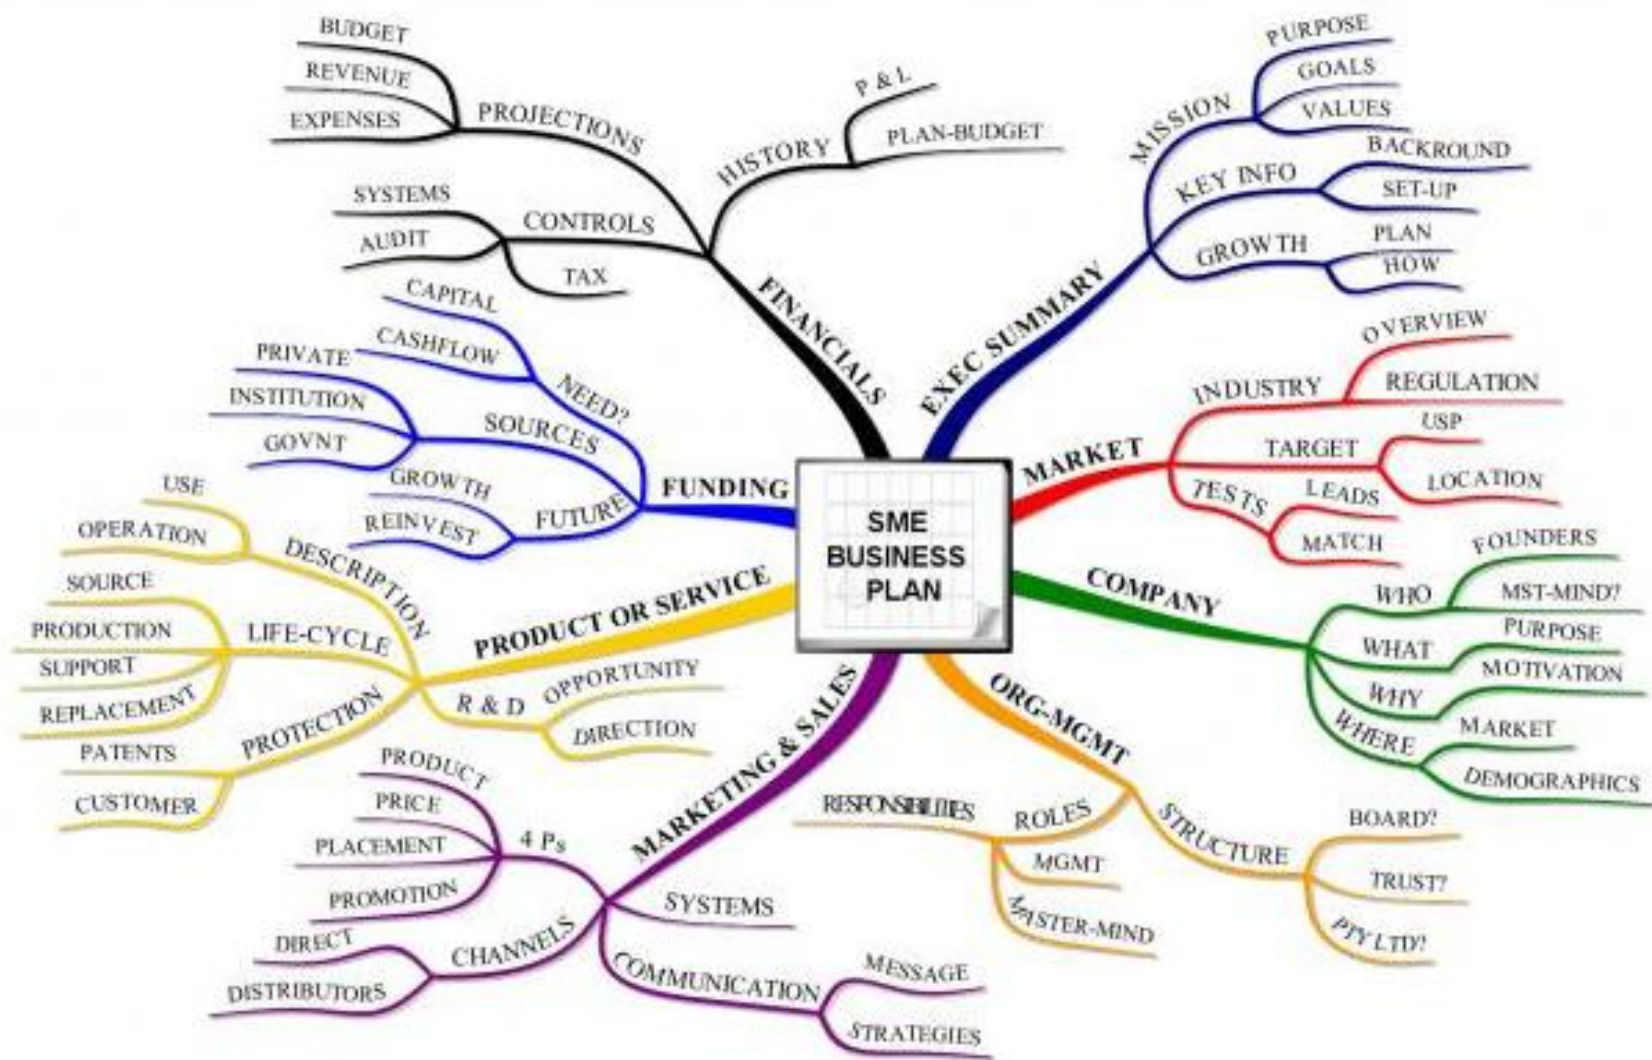 SME
BUSINESS
PLAN
EXEC SUMMARY
MISSION
PURPOSE
GOALS
VALUES
KEY INFO
BACKROUND
SET-UP
GROWTH
PLAN
HOW
MARKET
INDUSTRY
OVERVIEW
REGULATION
TARGET
USP
LOCATION
TESTS
LEADS
MATCH
COMPANY
WHO
FOUNDERS
MST-MIND?
WHAT
PURPOSE
WHY
MOTIVATION
WHERE
MARKET
DEMOGRAPHICS
ORG-MGMT
STRUCTURE
BOARD?
TRUST?
PTY LTD?
ROLES
RESPONSIBILITIES
MGMT
MASTER-MIND
MARKETING & SALES
SYSTEMS
COMMUNICATION
MESSAGE
STRATEGIES
CHANNELS
DIRECT
DISTRIBUTORS
4 Ps
PRODUCT
PRICE
PLACEMENT
PROMOTION
PRODUCT OR SERVICE
R & D
OPPORTUNITY
DIRECTION
PROTECTION
PATENTS
CUSTOMER
LIFE-CYCLE
SOURCE
PRODUCTION
SUPPORT
REPLACEMENT
DESCRIPTION
USE
OPERATION
FUNDING
FUTURE
GROWTH
REINVEST
SOURCES
PRIVATE
INSTITUTION
GOVNT
NEED?
CAPITAL
CASHFLOW
FINANCIALS
CONTROLS
SYSTEMS
AUDIT
TAX
PROJECTIONS
BUDGET
REVENUE
EXPENSES
HISTORY
P & L
PLAN-BUDGET